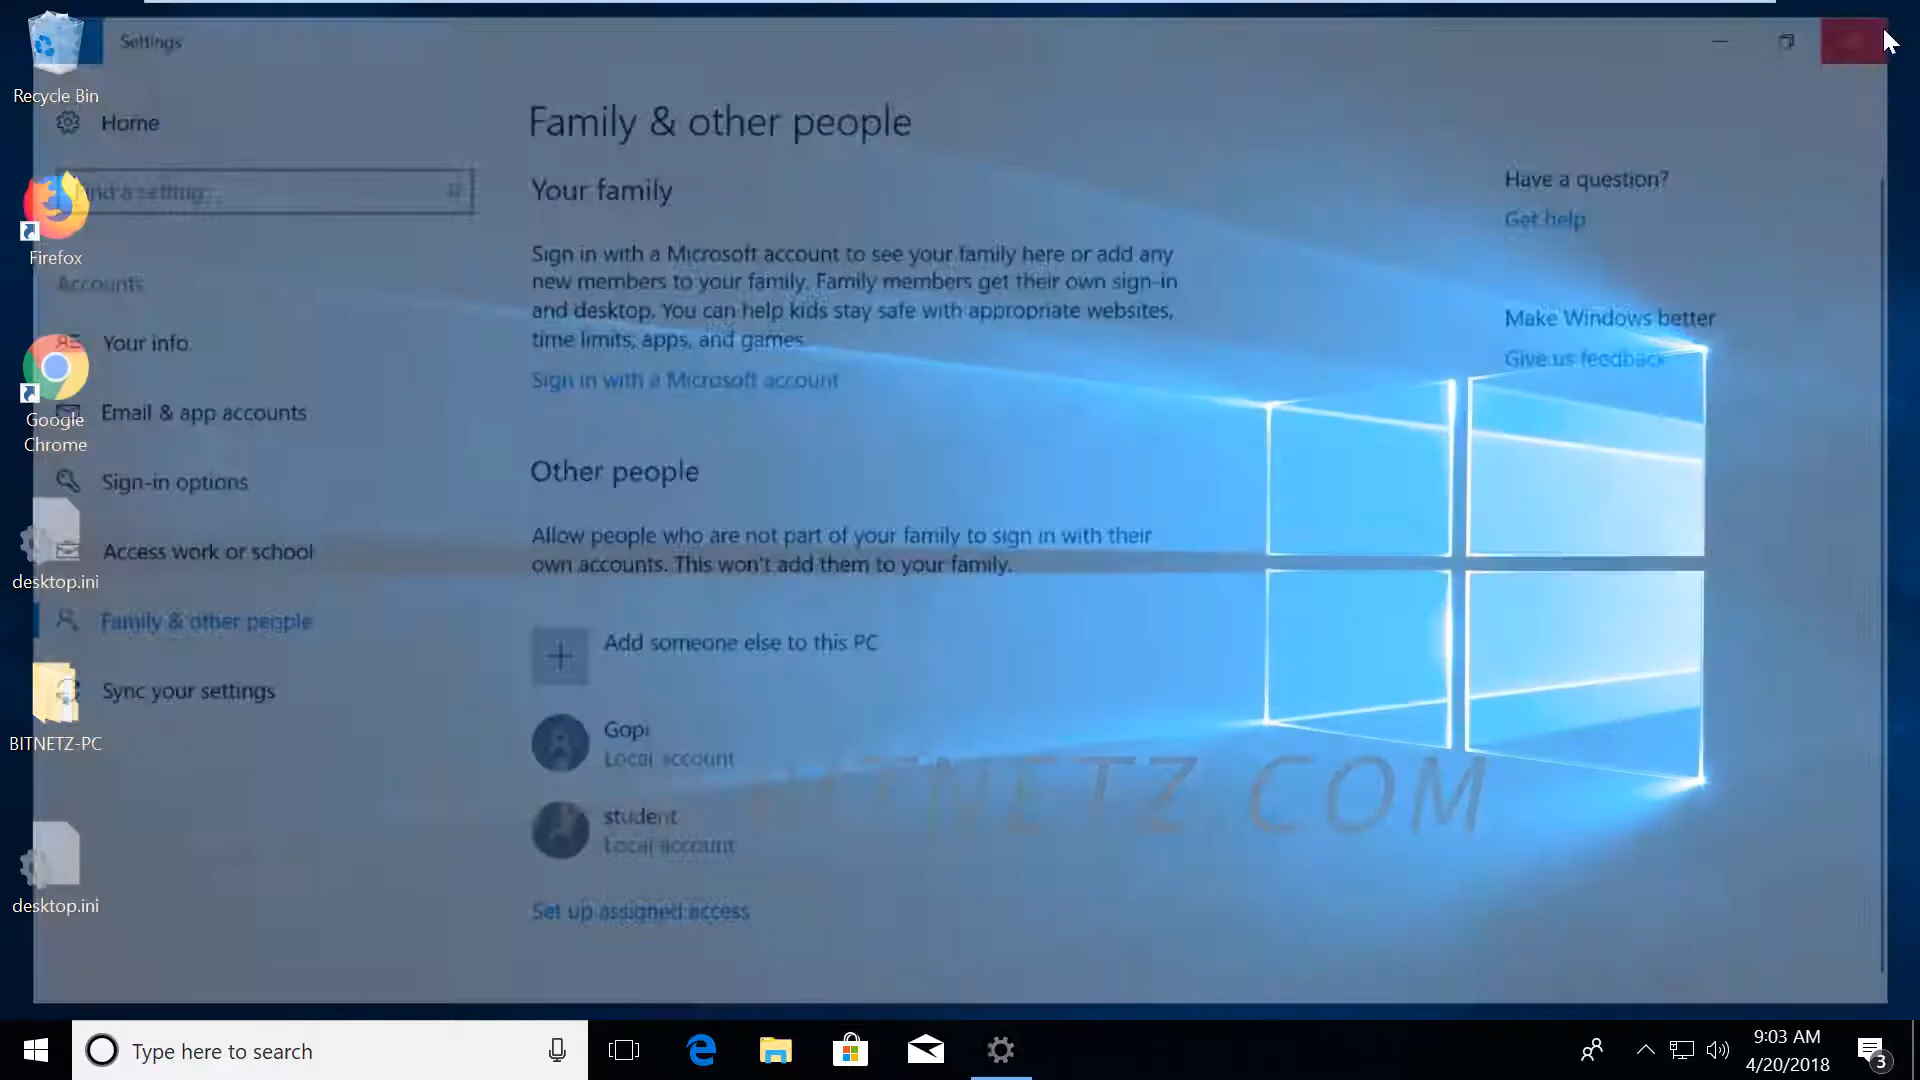 Settings
Recycle Bin
Home
Find a setting
Firefox
Accounts
Your info
Google
Chrome
Email & app accounts
Sign-in options
Access work or school
desktop.ini
Family & other people
Sync your settings
BITNETZ-PC
desktop.ini
Family & other people
Your family
Sign in with a Microsoft account to see your family here or add any
new members to your family. Family members get their own sign-in
and desktop. You can help kids stay safe with appropriate websites,
time limits, apps, and games.
Sign in with a Microsoft account
Other people
Allow people who are not part of your family to sign in with their
own accounts. This won't add them to your family.
Add someone else to this PC
Gopi
Local account
student
Local account
Set up assigned access
Have a question?
Get help
Make Windows better
Give us feedback
BITNETZ.COM
Type here to search
9:03 AM
4/20/2018
3